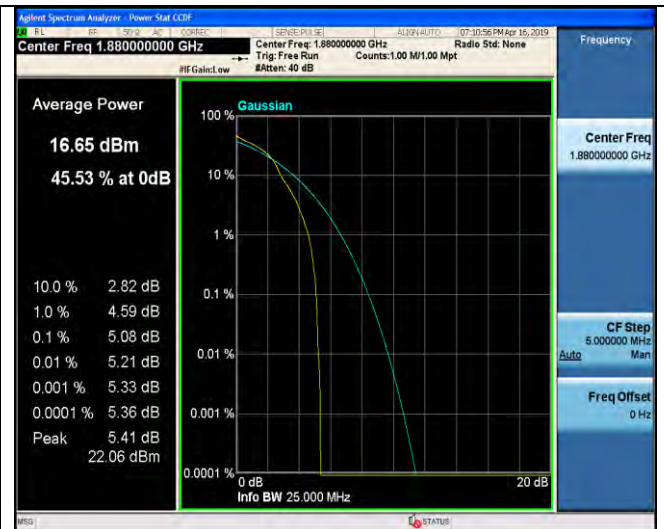 Agilent Spectrum Analyzer - Power Stat CCDF
RL RF 50 Ω AC CORREC SENSE:PULSE ALIGN AUTO 07:10:56 PM Apr 16, 2019
Center Freq 1.880000000 GHz
Center Freq: 1.880000000 GHz Radio Std: None
Trig: Free Run Counts:1.00 M/1.00 Mpt
#IFGain:Low #Atten: 40 dB
Frequency
Average Power
16.65 dBm
45.53 % at 0dB
10.0 % 2.82 dB
1.0 % 4.59 dB
0.1 % 5.08 dB
0.01 % 5.21 dB
0.001 % 5.33 dB
0.0001 % 5.36 dB
Peak 5.41 dB
22.06 dBm
Gaussian
100 %
10 %
1 %
0.1 %
0.01 %
0.001 %
0.0001 %
0 dB 20 dB
Info BW 25.000 MHz
Center Freq
1.880000000 GHz
CF Step
5.000000 MHz
Auto Man
Freq Offset
0 Hz
MSG STATUS